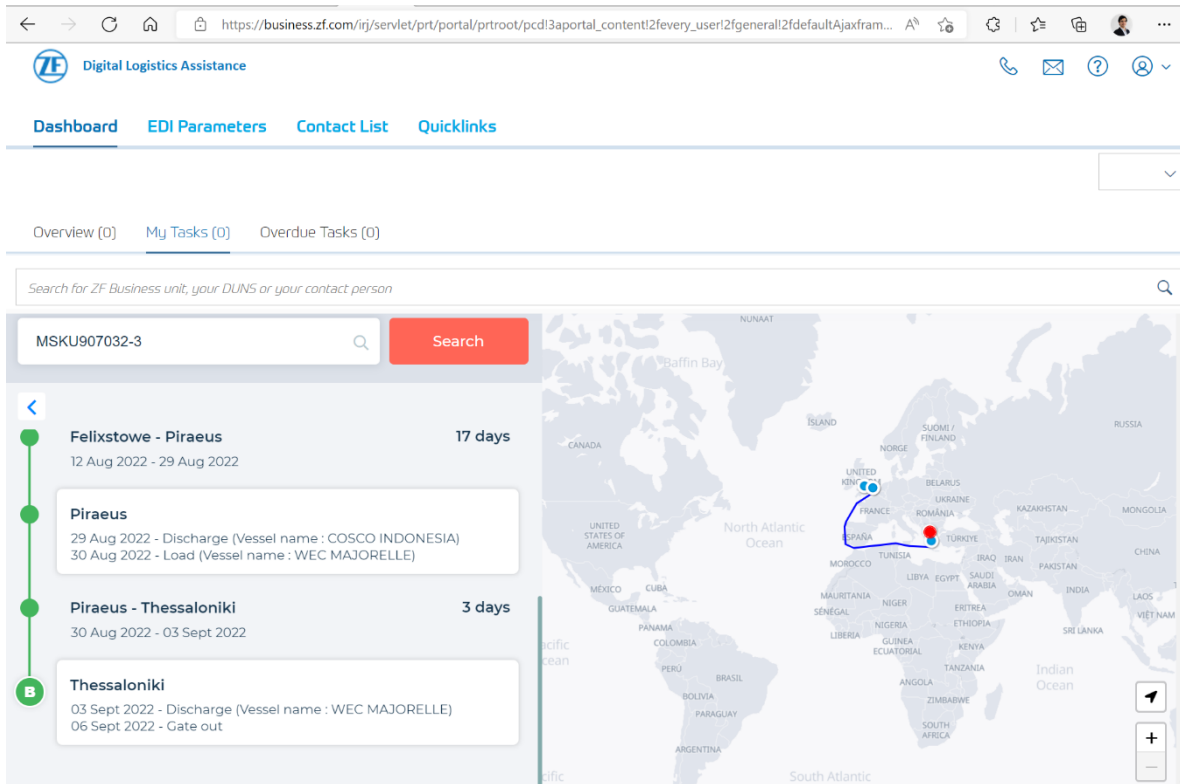 https://business.zf.com/irj/servlet/prt/portal/prtroot/pcd!3aportal_content!2fevery_user!2fgeneral!2fdefaultAjaxfram...
ZF
Digital Logistics Assistance
Dashboard EDI Parameters Contact List Quicklinks
Overview (0) My Tasks (0) Overdue Tasks (0)
Search for ZF Business unit, your DUNS or your contact person
MSKU907032-3
Search
Felixstowe - Piraeus 17 days
12 Aug 2022 - 29 Aug 2022
Piraeus
29 Aug 2022 - Discharge (Vessel name : COSCO INDONESIA)
30 Aug 2022 - Load (Vessel name : WEC MAJORELLE)
Piraeus - Thessaloniki 3 days
30 Aug 2022 - 03 Sept 2022
B
Thessaloniki
03 Sept 2022 - Discharge (Vessel name : WEC MAJORELLE)
06 Sept 2022 - Gate out
NUNAAT
Baffin Bay
ÍSLAND
SUOMI /
FINLAND
RUSSIA
NORGE
CANADA
UNITED
BELARUS
UKRAINE
FRANCE
ROMÂNIA
KAZAKHSTAN
MONGOLIA
UNITED
STATES OF
AMERICA
North Atlantic
Ocean
ESPAÑA
TÜRKIYE
TAJIKISTAN
TUNISIA
CHINA
MOROCCO
IRAQ
IRAN
PAKISTAN
LIBYA
EGYPT
SAUDI
ARABIA
MÉXICO
CUBA
OMAN
INDIA
LAOS
MAURITANIA
NIGER
GUATEMALA
SÉNÉGAL
ERITREA
VIỆT NAM
PANAMA
NIGERIA
ETHIOPIA
LIBERIA
SRI LANKA
COLOMBIA
GUINEA
ECUATORIAL
KENYA
PERÚ
TANZANIA
Indian
Ocean
BRASIL
ANGOLA
BOLIVIA
ZIMBABWE
PARAGUAY
SOUTH
AFRICA
ARGENTINA
South Atlantic